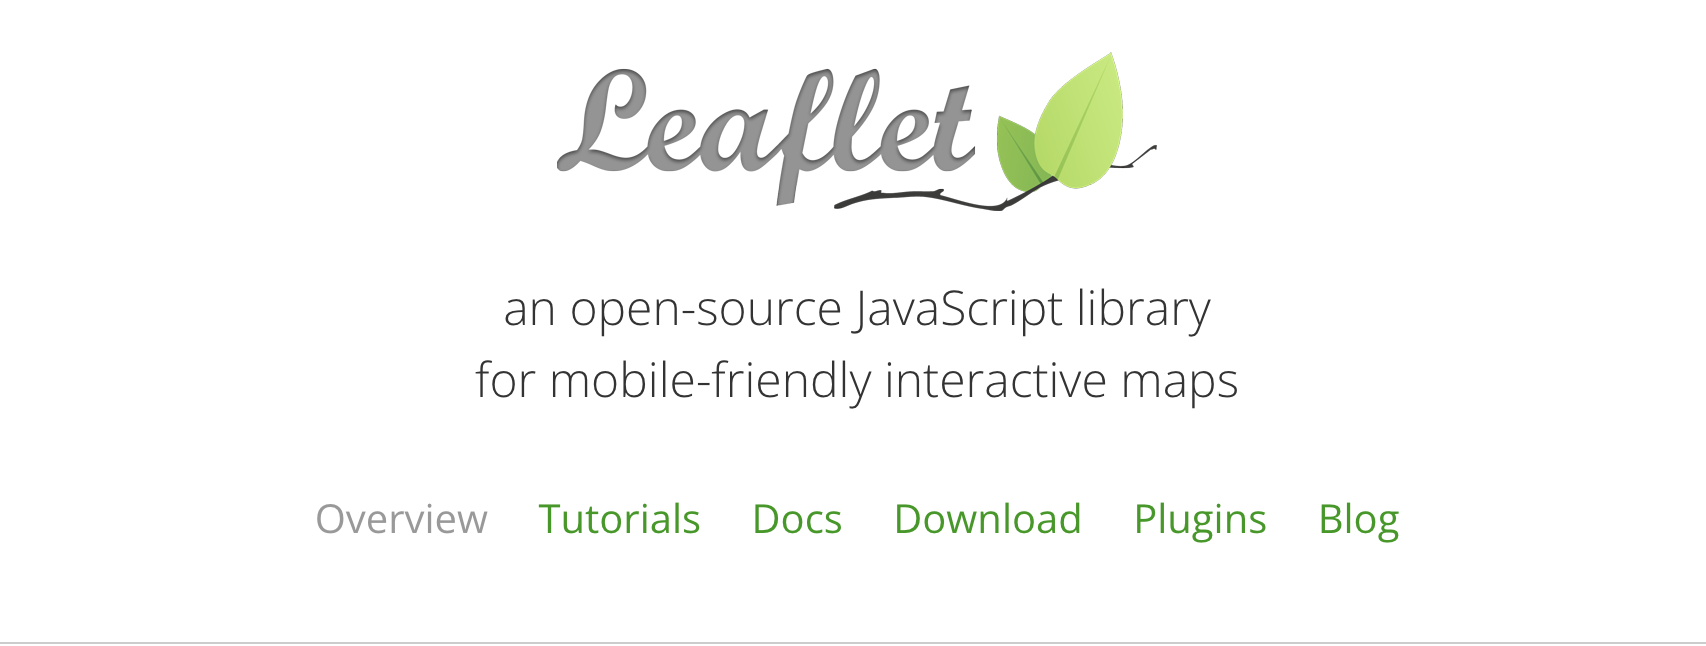 Leaflet
an open-source JavaScript library
for mobile-friendly interactive maps
Overview Tutorials Docs Download Plugins Blog